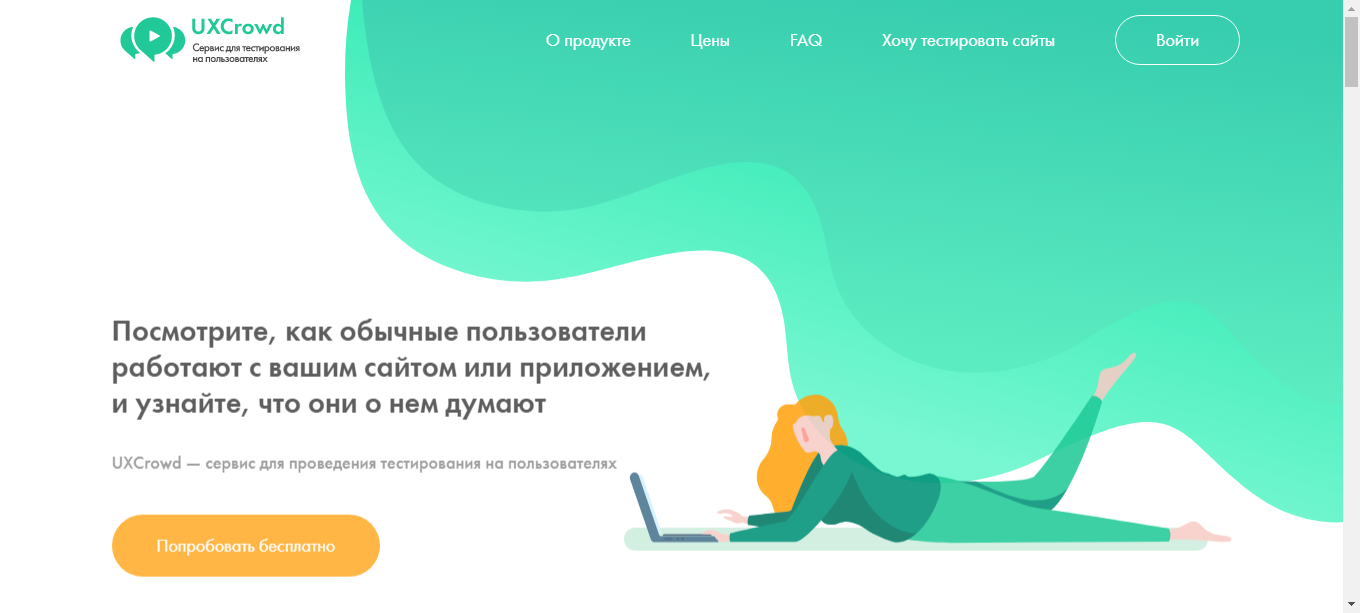 UXCrowd
Сервис для тестирования
на пользователях
О продукте
Цены
FAQ
Хочу тестировать сайты
Войти
Посмотрите, как обычные пользователи
работают с вашим сайтом или приложением,
и узнайте, что они о нем думают
UXCrowd — сервис для проведения тестирования на пользователях
Попробовать бесплатно